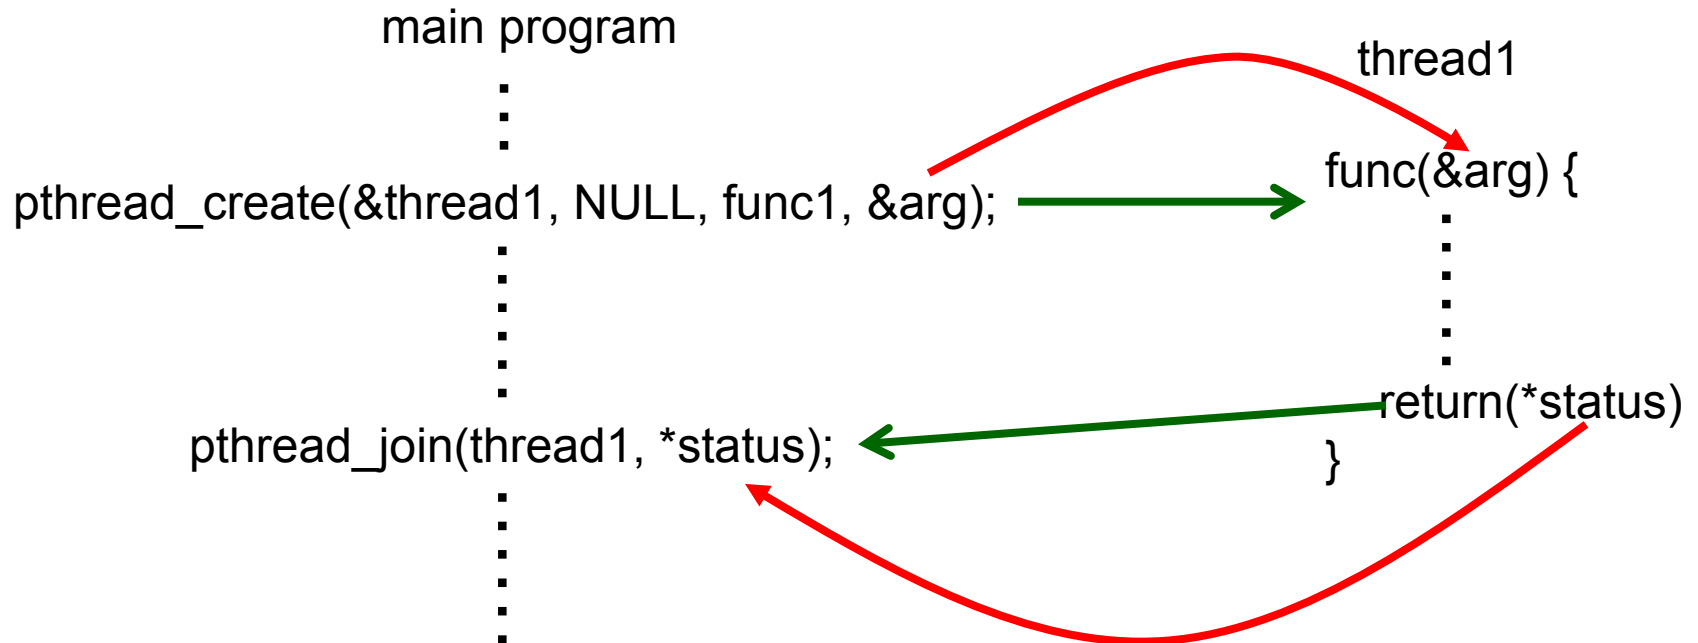 main program
thread1
func(&arg) {
pthread_create(&thread1, NULL, func1, &arg);
return(*status)
pthread_join(thread1, *status);
}